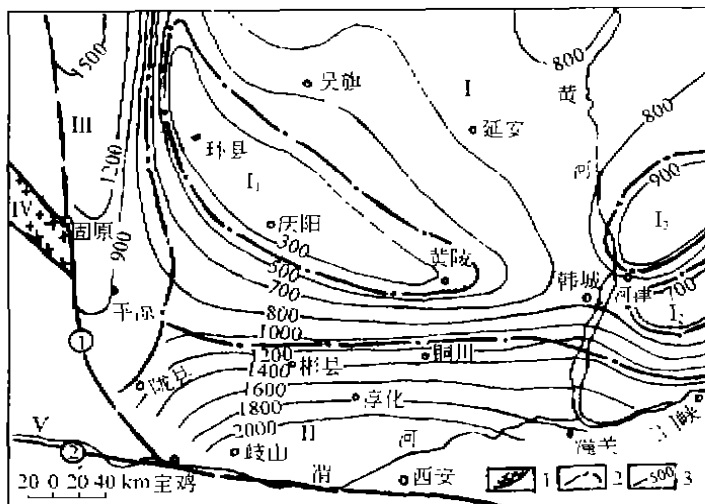 1500
800
吴旗
I
黄
延安
800
III
环县
河
1200
900
I₁
IV
I₂
固原
庆阳
300
黄陵
900
500
700
700
韩城
河津
平凉
800
1000
①
1200
铜川
1400
彬县
陇县
1600
淳化
1800
2000
II
河
V
②
岐山
潼关
三门峡
20 0 20 40 km
宝鸡
渭
西安
1
2
500
3